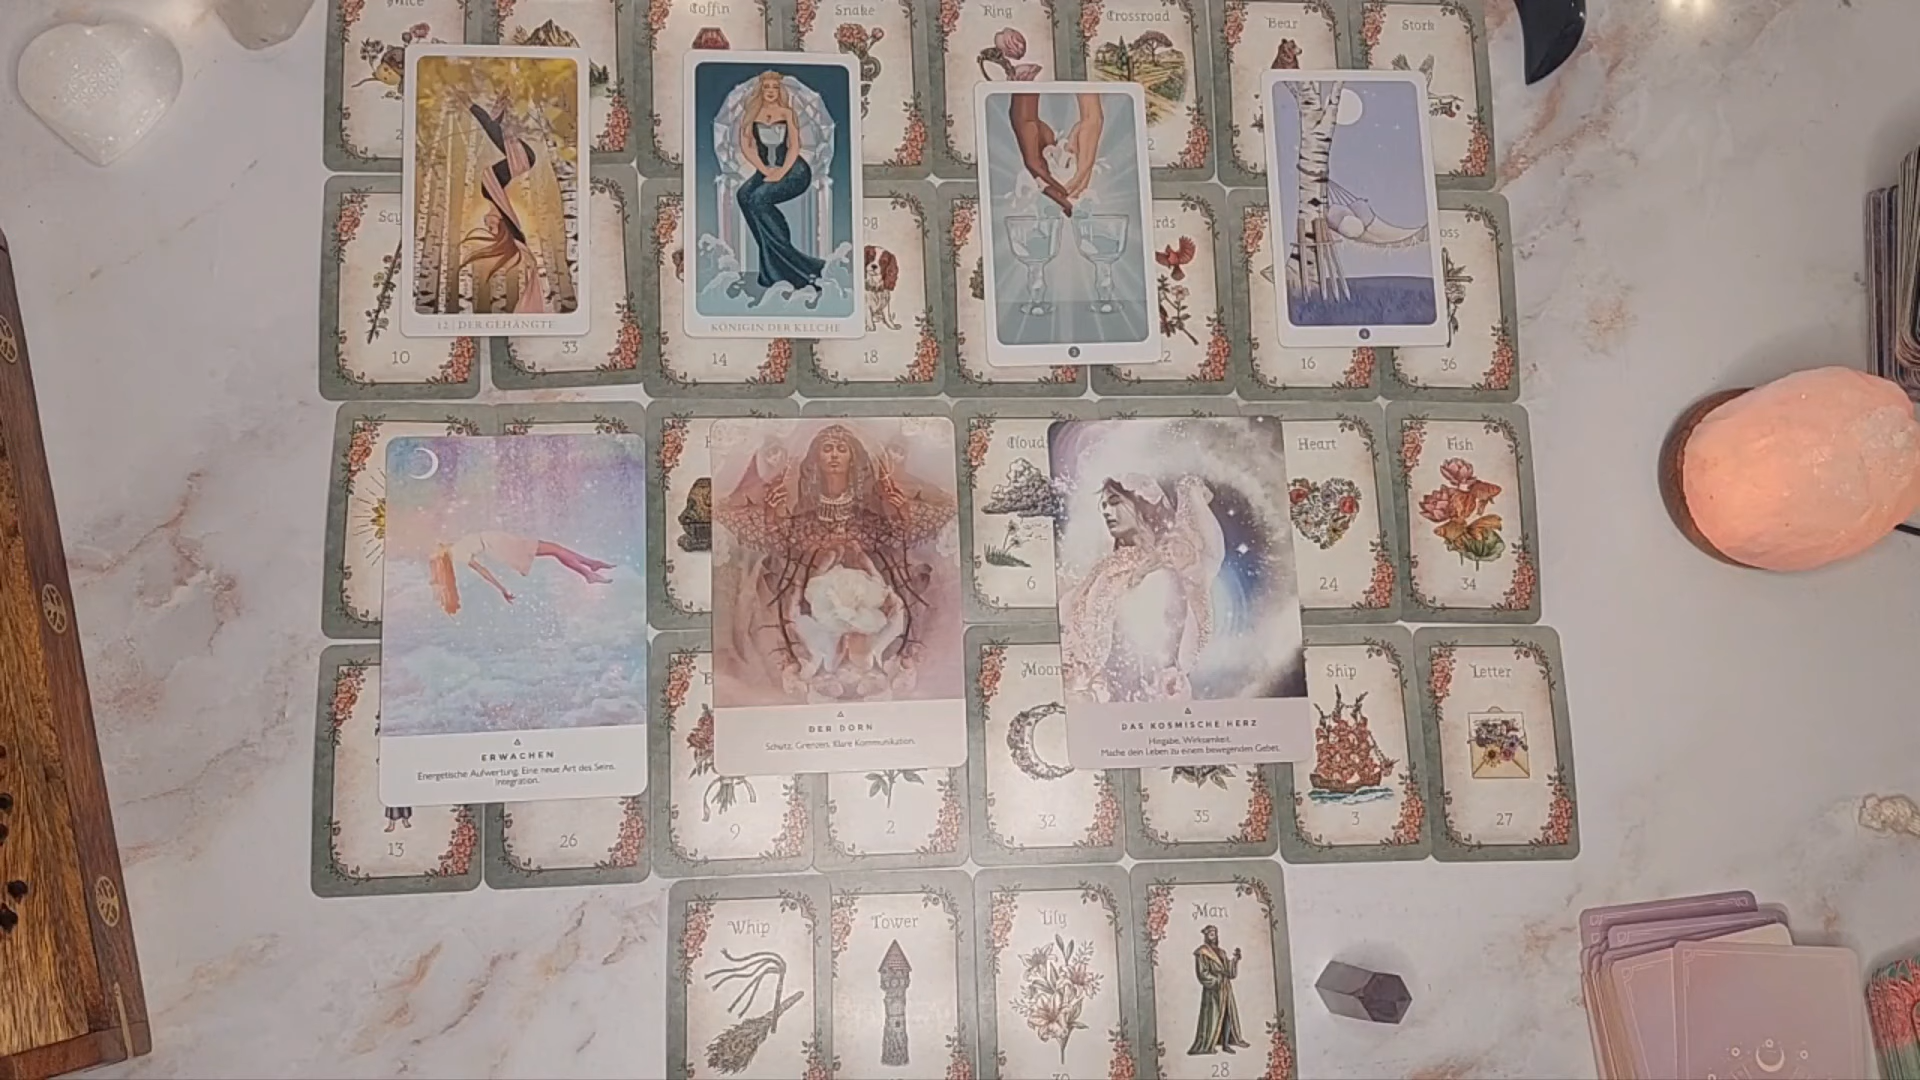 Mice
Coffin
Snake
Ring
Crossroad
Bear
Stork
12 | DER GEHÄNGTE
KÖNIGIN DER KELCHE
3
4
10
33
14
18
16
36
Clouds
Heart
Fish
6
24
34
Moon
Ship
Letter
ERWACHEN
Energetische Aufwertung. Eine neue Art des Seins.
Integration.
DER DORN
Schutz. Grenzen. Klare Kommunikation.
DAS KOSMISCHE HERZ
Hingabe. Wirksamkeit.
Mache dein Leben zu einem bewegenden Gebet.
13
26
9
2
32
35
3
27
Whip
Tower
Lily
Man
28